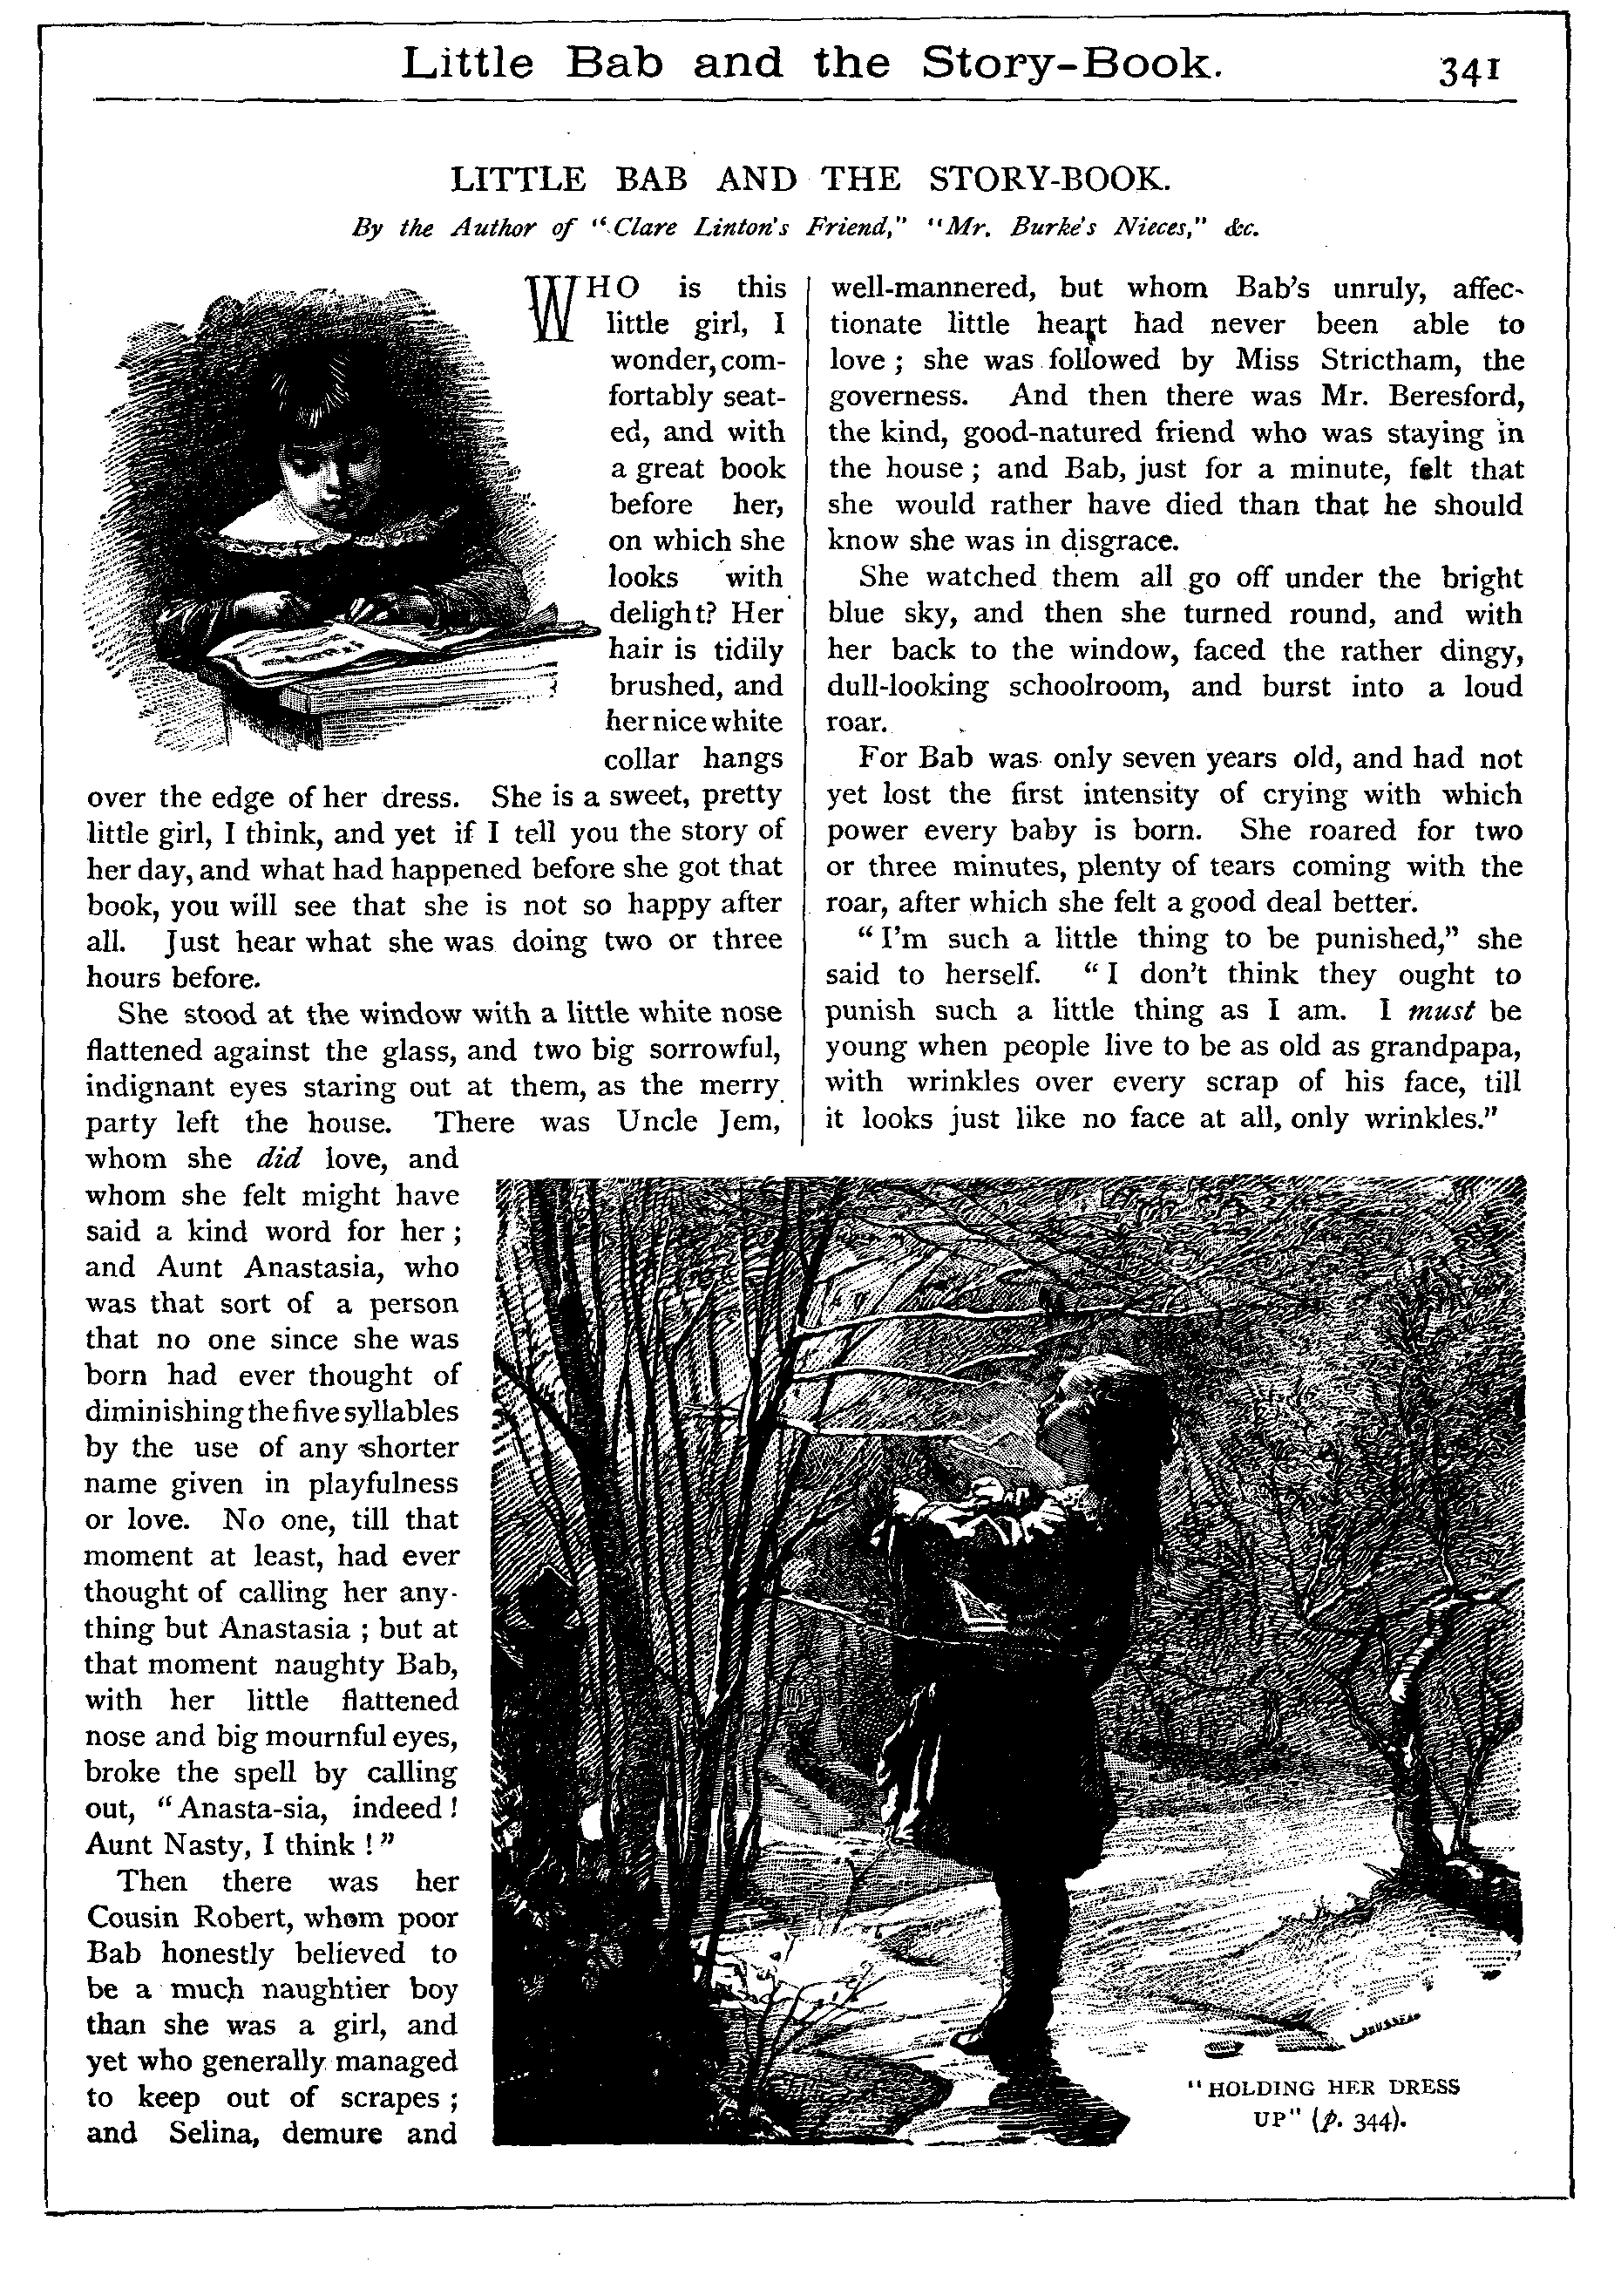 Little Bab and the Story-Book.
341
LITTLE BAB AND THE STORY-BOOK.
By the Author of "Clare Linton's Friend," "Mr. Burke's Nieces," &c.
WHO is this
little girl, I
wonder, com-
fortably seat-
ed, and with
a great book
before her,
on which she
looks with
delight? Her
hair is tidily
brushed, and
her nice white
collar hangs
over the edge of her dress. She is a sweet, pretty
little girl, I think, and yet if I tell you the story of
her day, and what had happened before she got that
book, you will see that she is not so happy after
all. Just hear what she was doing two or three
hours before.
She stood at the window with a little white nose
flattened against the glass, and two big sorrowful,
indignant eyes staring out at them, as the merry
party left the house. There was Uncle Jem,
whom she did love, and
whom she felt might have
said a kind word for her ;
and Aunt Anastasia, who
was that sort of a person
that no one since she was
born had ever thought of
diminishing the five syllables
by the use of any shorter
name given in playfulness
or love. No one, till that
moment at least, had ever
thought of calling her any-
thing but Anastasia ; but at
that moment naughty Bab,
with her little flattened
nose and big mournful eyes,
broke the spell by calling
out, "Anasta-sia, indeed!
Aunt Nasty, I think!"
Then there was her
Cousin Robert, whom poor
Bab honestly believed to
be a much naughtier boy
than she was a girl, and
yet who generally managed
to keep out of scrapes ;
and Selina, demure and
well-mannered, but whom Bab's unruly, affec-
tionate little heart had never been able to
love ; she was followed by Miss Strictham, the
governess. And then there was Mr. Beresford,
the kind, good-natured friend who was staying in
the house ; and Bab, just for a minute, felt that
she would rather have died than that he should
know she was in disgrace.
She watched them all go off under the bright
blue sky, and then she turned round, and with
her back to the window, faced the rather dingy,
dull-looking schoolroom, and burst into a loud
roar.
For Bab was only seven years old, and had not
yet lost the first intensity of crying with which
power every baby is born. She roared for two
or three minutes, plenty of tears coming with the
roar, after which she felt a good deal better.
"I'm such a little thing to be punished," she
said to herself. "I don't think they ought to
punish such a little thing as I am. I must be
young when people live to be as old as grandpapa,
with wrinkles over every scrap of his face, till
it looks just like no face at all, only wrinkles."
"HOLDING HER DRESS
UP" (p. 344).